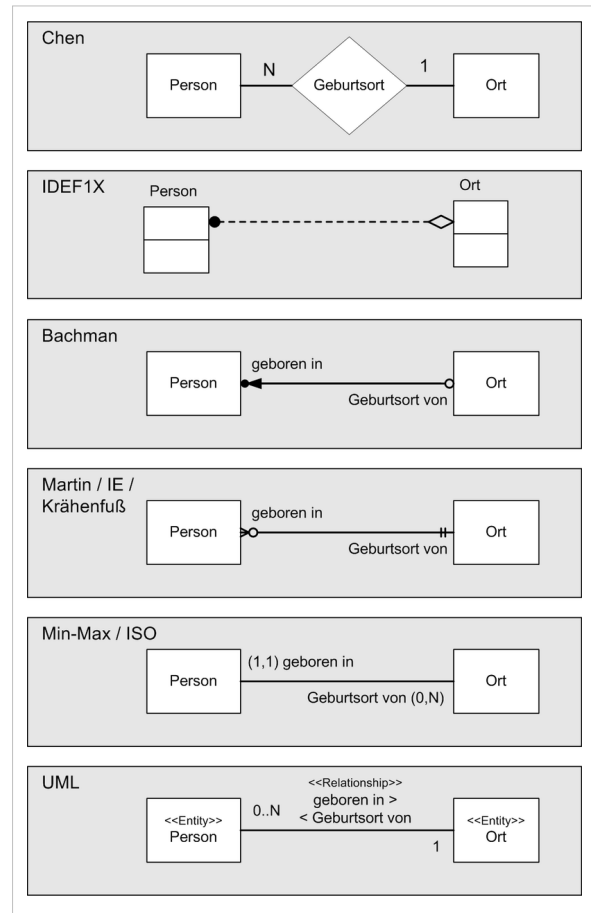 Chen
Person
N
Geburtsort
1
Ort
IDEF1X
Person
Ort
Bachman
Person
geboren in
Geburtsort von
Ort
Martin / IE /
Krähenfuß
Person
geboren in
Geburtsort von
Ort
Min-Max / ISO
Person
(1,1) geboren in
Geburtsort von (0,N)
Ort
UML
<<Entity>>
Person
0..N
<<Relationship>>
geboren in >
< Geburtsort von
1
<<Entity>>
Ort